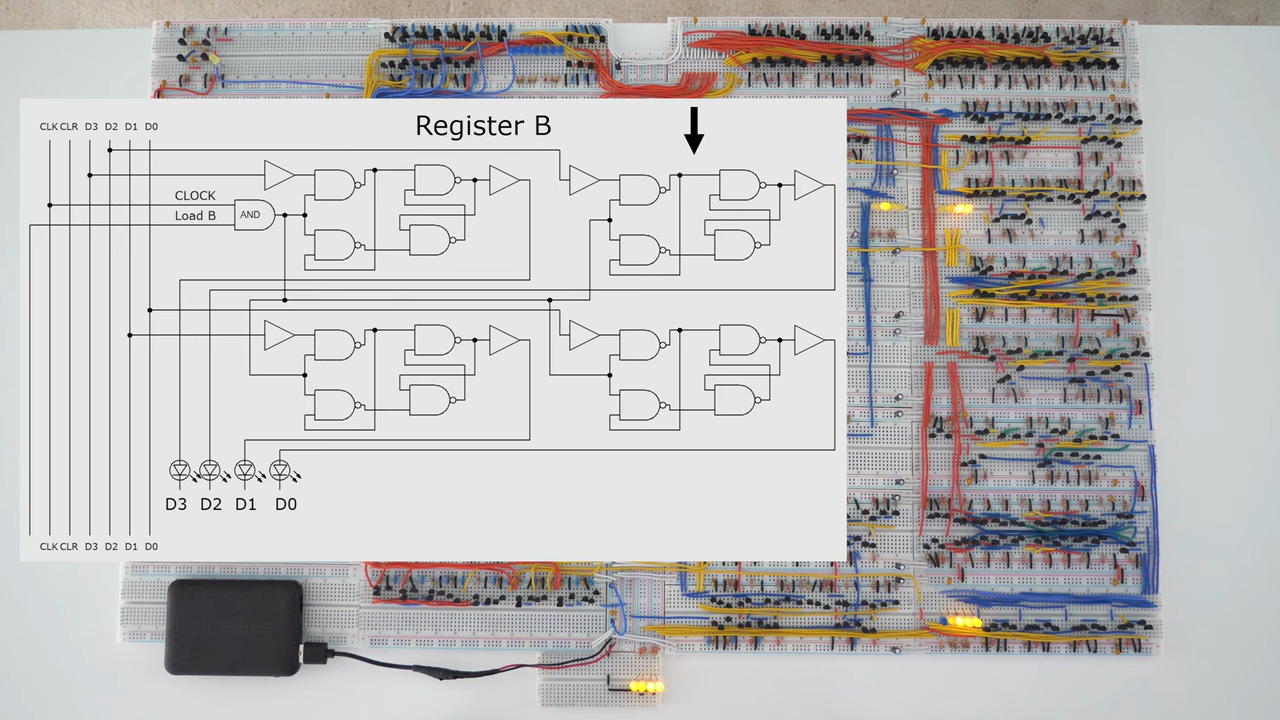 Register B
CLK CLR D3 D2 D1 D0
CLOCK
Load B
AND
D3 D2 D1 D0
CLK CLR D3 D2 D1 D0